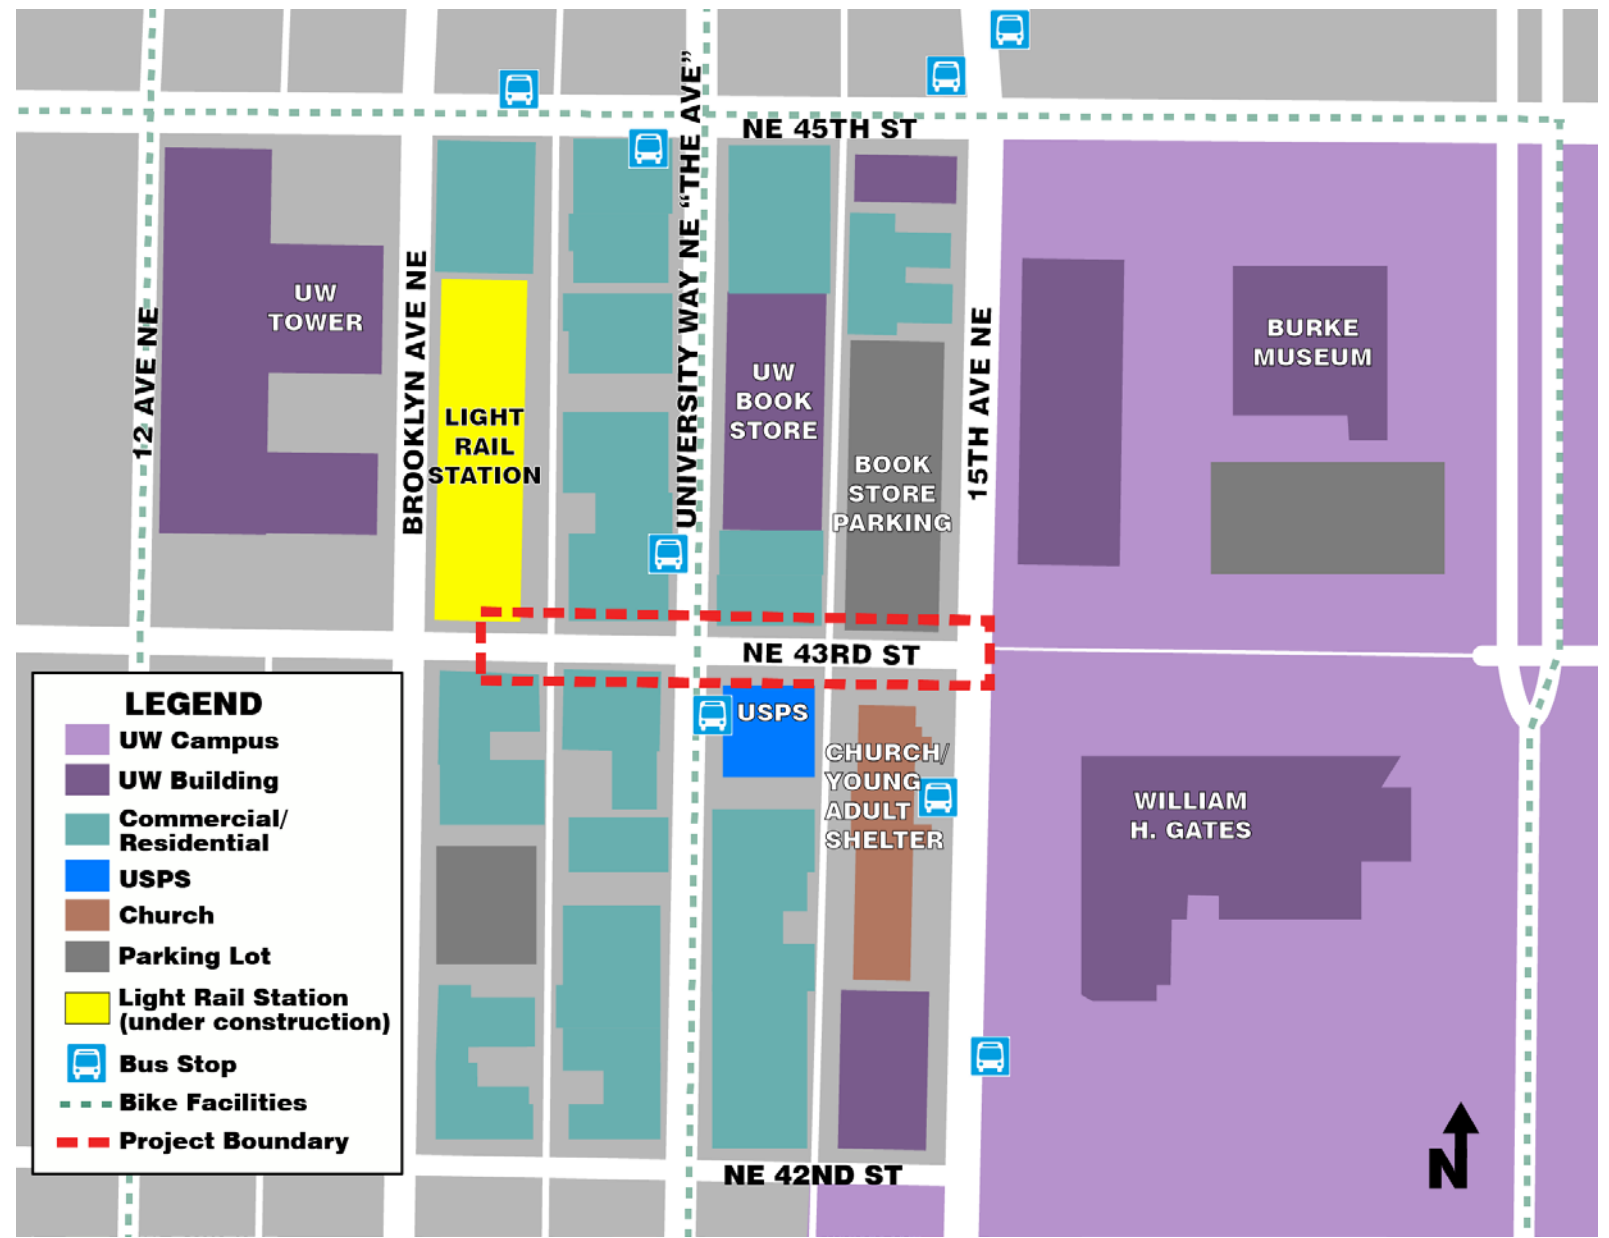 NE 45TH ST
12 AVE NE
BROOKLYN AVE NE
UNIVERSITY WAY NE “THE AVE”
15TH AVE NE
UW
TOWER
LIGHT
RAIL
STATION
UW
BOOK
STORE
BOOK
STORE
PARKING
BURKE
MUSEUM
NE 43RD ST
USPS
CHURCH/
YOUNG
ADULT
SHELTER
WILLIAM
H. GATES
NE 42ND ST
N
LEGEND
UW Campus
UW Building
Commercial/
Residential
USPS
Church
Parking Lot
Light Rail Station
(under construction)
Bus Stop
Bike Facilities
Project Boundary